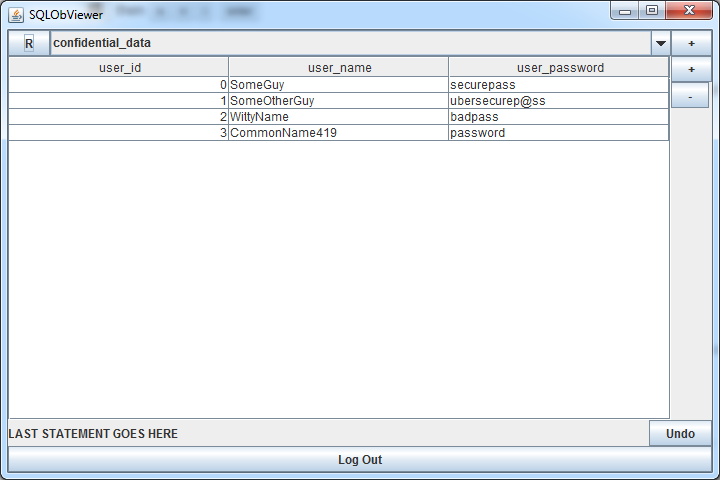 SQLObViewer
R confidential_data +
user_id user_name user_password +
0 SomeGuy securepass
1 SomeOtherGuy ubersecurep@ss -
2 WittyName badpass
3 CommonName419 password
LAST STATEMENT GOES HERE Undo
Log Out